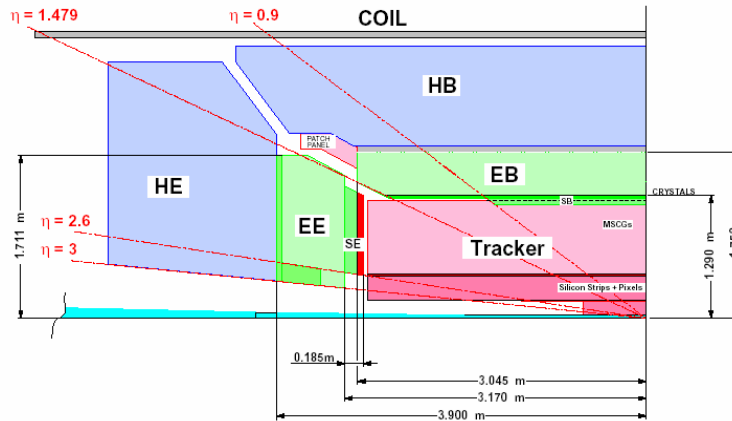 η = 1.479
η = 0.9
COIL
HB
PATCH
PANEL
HE
EB
CRYSTALS
SB
EE
MSCGs
SE
Tracker
η = 2.6
η = 3
1.711 m
1.290 m
Silicon Strips + Pixels
0.185m
3.045 m
3.170 m
3.900 m